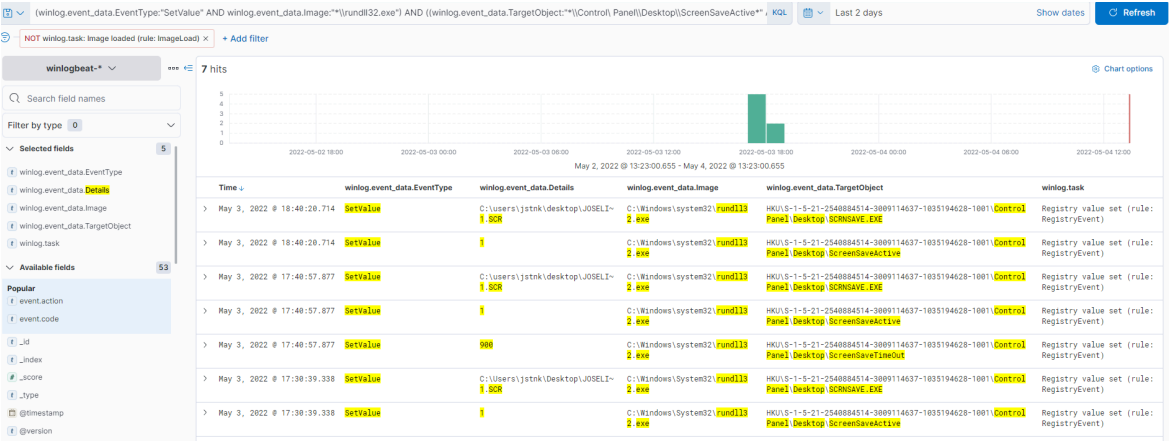 (winlog.event_data.EventType:"SetValue" AND winlog.event_data.Image:"*\\rundll32.exe") AND ((winlog.event_data.TargetObject:"*\\Control\ Panel\\Desktop\\ScreenSaveActive*" KQL Last 2 days Show dates Refresh
NOT winlog.task: Image loaded (rule: ImageLoad) × + Add filter
winlogbeat-*
7 hits
Chart options
Search field names
Filter by type 0
Selected fields 5
t winlog.event_data.EventType
t winlog.event_data.Details
t winlog.event_data.Image
t winlog.event_data.TargetObject
t winlog.task
Available fields 53
Popular
t event.action
t event.code
t _id
t _index
# _score
t _type
@timestamp
t @version
5
4
3
2
1
0
2022-05-02 18:00 2022-05-03 00:00 2022-05-03 06:00 2022-05-03 12:00 2022-05-03 18:00 2022-05-04 00:00 2022-05-04 06:00 2022-05-04 12:00
May 2, 2022 @ 13:23:00.655 - May 4, 2022 @ 13:23:00.655
Time ↓ winlog.event_data.EventType winlog.event_data.Details winlog.event_data.Image winlog.event_data.TargetObject winlog.task
> May 3, 2022 @ 18:40:20.714 SetValue C:\users\jstnk\desktop\JOSELI~ C:\Windows\system32\rundll3 HKU\S-1-5-21-2540884514-3009114637-1035194628-1001\Control Registry value set (rule:
1.SCR 2.exe Panel\Desktop\SCRNSAVE.EXE RegistryEvent)
> May 3, 2022 @ 18:40:20.714 SetValue 1 C:\Windows\system32\rundll3 HKU\S-1-5-21-2540884514-3009114637-1035194628-1001\Control Registry value set (rule:
2.exe Panel\Desktop\ScreenSaveActive RegistryEvent)
> May 3, 2022 @ 17:40:57.877 SetValue C:\users\jstnk\desktop\JOSELI~ C:\Windows\system32\rundll3 HKU\S-1-5-21-2540884514-3009114637-1035194628-1001\Control Registry value set (rule:
1.SCR 2.exe Panel\Desktop\SCRNSAVE.EXE RegistryEvent)
> May 3, 2022 @ 17:40:57.877 SetValue 1 C:\Windows\system32\rundll3 HKU\S-1-5-21-2540884514-3009114637-1035194628-1001\Control Registry value set (rule:
2.exe Panel\Desktop\ScreenSaveActive RegistryEvent)
> May 3, 2022 @ 17:40:57.877 SetValue 900 C:\Windows\system32\rundll3 HKU\S-1-5-21-2540884514-3009114637-1035194628-1001\Control Registry value set (rule:
2.exe Panel\Desktop\ScreenSaveTimeOut RegistryEvent)
> May 3, 2022 @ 17:30:39.338 SetValue C:\Users\jstnk\Desktop\JOSELI~ C:\Windows\System32\rundll3 HKU\S-1-5-21-2540884514-3009114637-1035194628-1001\Control Registry value set (rule:
1.SCR 2.exe Panel\Desktop\SCRNSAVE.EXE RegistryEvent)
> May 3, 2022 @ 17:30:39.338 SetValue 1 C:\Windows\System32\rundll3 HKU\S-1-5-21-2540884514-3009114637-1035194628-1001\Control Registry value set (rule:
2.exe Panel\Desktop\ScreenSaveActive RegistryEvent)